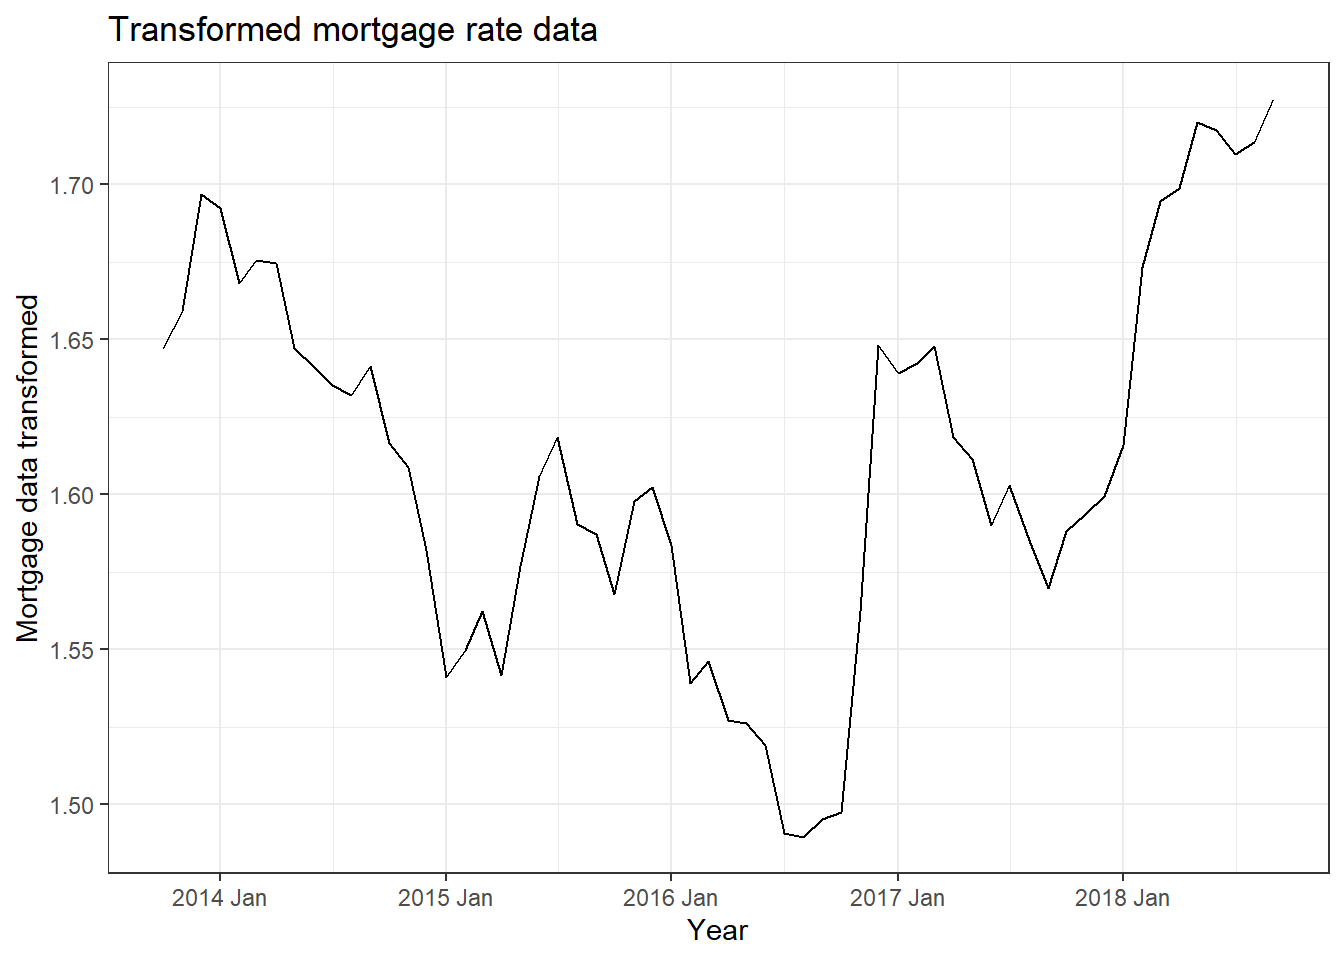 Transformed mortgage rate data
Mortgage data transformed
1.70
1.65
1.60
1.55
1.50
2014 Jan
2015 Jan
2016 Jan
2017 Jan
2018 Jan
Year